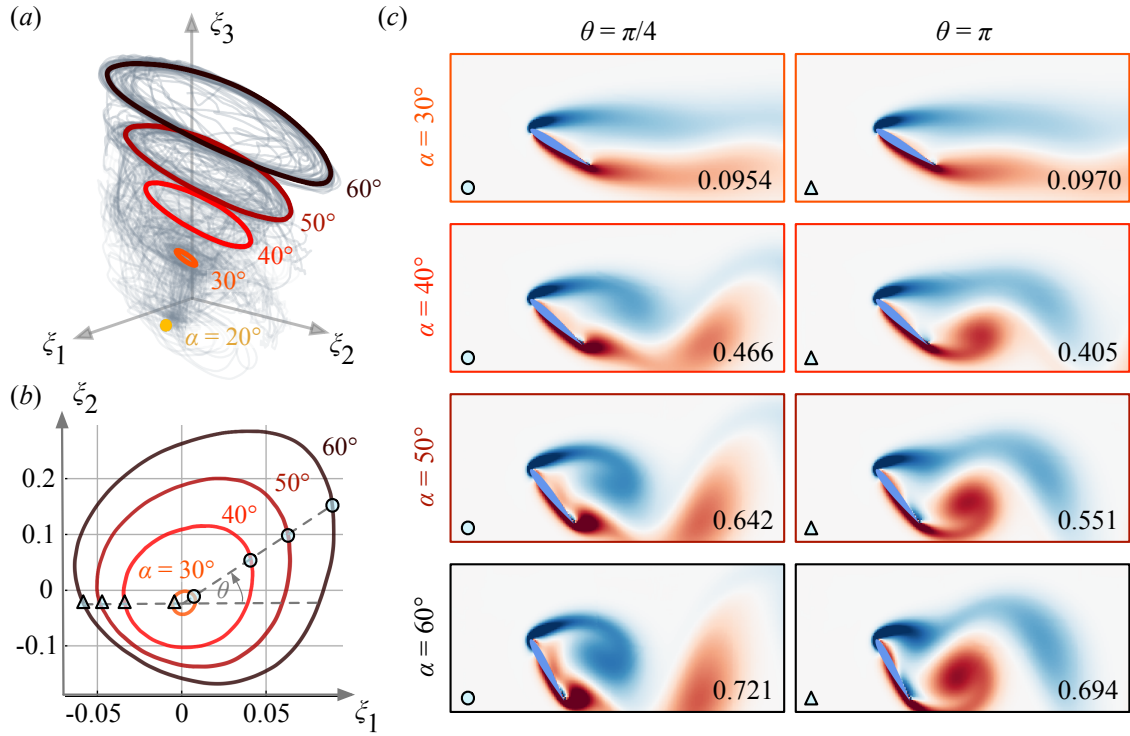 (a)
ξ3
60°
50°
40°
30°
α = 20°
ξ1
ξ2
(b)
ξ2
0.2
0.1
0
-0.1
60°
50°
40°
α = 30°
θ
-0.05
0
0.05
ξ1
(c)
θ = π/4
θ = π
α = 30°
0.0954
0.0970
α = 40°
0.466
0.405
α = 50°
0.642
0.551
α = 60°
0.721
0.694